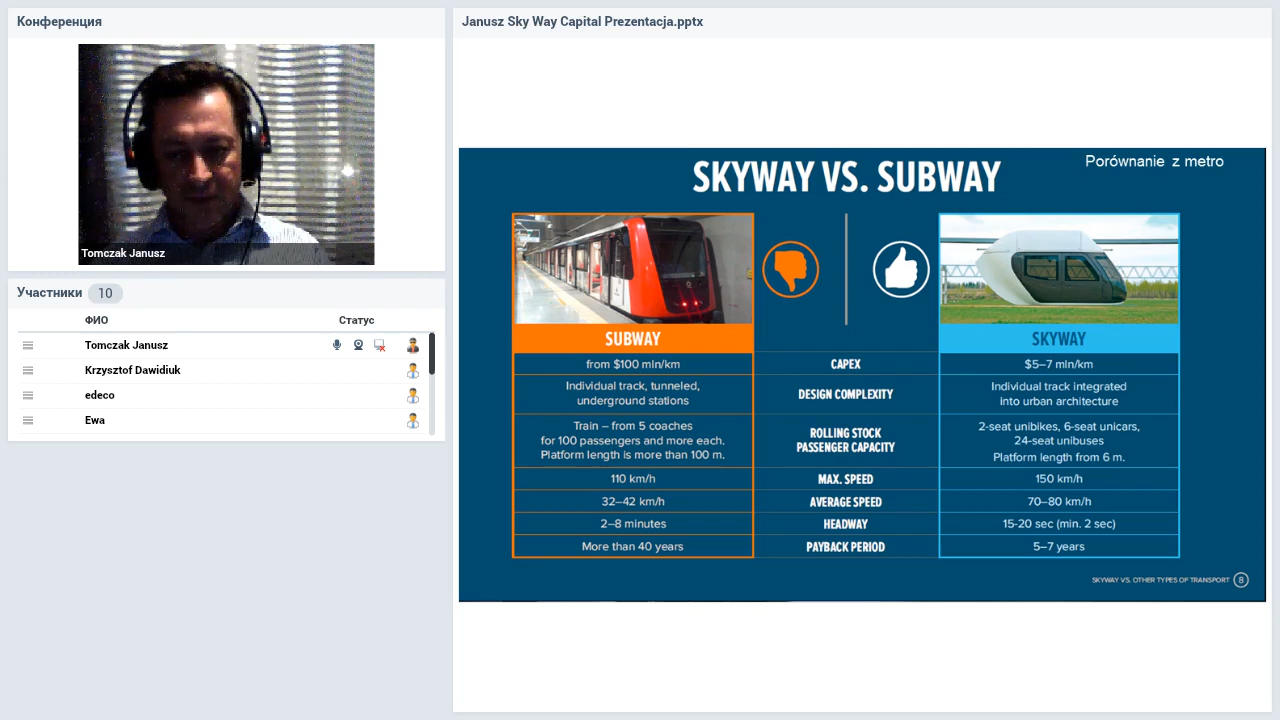 Конференция
Tomczak Janusz
Участники 10
ФИО Статус
Tomczak Janusz
Krzysztof Dawidiuk
edeco
Ewa
Janusz Sky Way Capital Prezentacja.pptx
SKYWAY VS. SUBWAY
Porównanie z metro
SUBWAY SKYWAY
from $100 mln/km CAPEX $5–7 mln/km
Individual track, tunneled,
underground stations
DESIGN COMPLEXITY
Individual track integrated
into urban architecture
Train – from 5 coaches
for 100 passengers and more each.
Platform length is more than 100 m.
ROLLING STOCK
PASSENGER CAPACITY
2-seat unibikes, 6-seat unicars,
24-seat unibuses
Platform length from 6 m.
110 km/h MAX. SPEED 150 km/h
32–42 km/h AVERAGE SPEED 70–80 km/h
2–8 minutes HEADWAY 15-20 sec (min. 2 sec)
More than 40 years PAYBACK PERIOD 5–7 years
SKYWAY VS. OTHER TYPES OF TRANSPORT 8